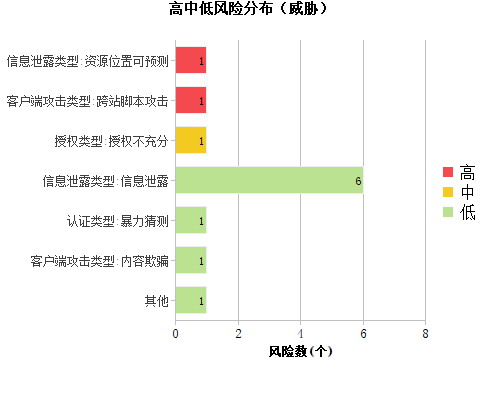 高中低风险分布（威胁）
信息泄露类型:资源位置可预测
1
客户端攻击类型:跨站脚本攻击
1
授权类型:授权不充分
1
信息泄露类型:信息泄露
6
认证类型:暴力猜测
1
客户端攻击类型:内容欺骗
1
其他
1
0 2 4 6 8
风险数(个)
高
中
低